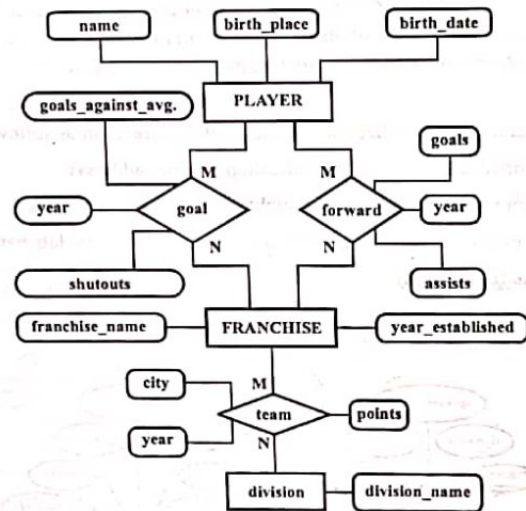 name
birth_place
birth_date
PLAYER
goals_against_avg.
goals
M
M
year
goal
forward
year
N
N
shutouts
assists
franchise_name
FRANCHISE
year_established
city
M
team
points
year
N
division
division_name